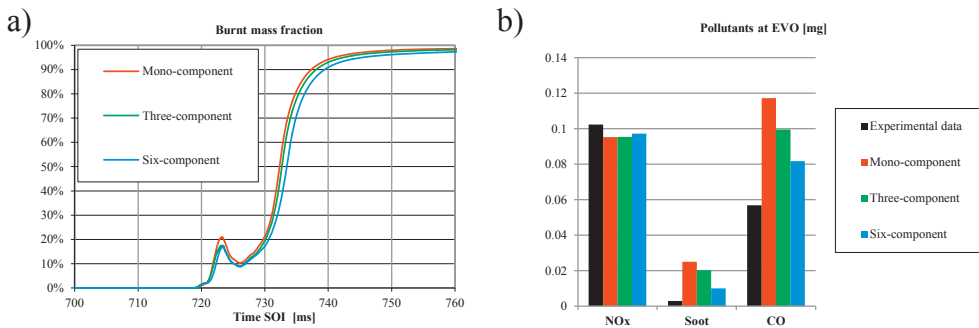 a)
Burnt mass fraction
100%
90%
80%
70%
60%
50%
40%
30%
20%
10%
0%
Mono-component
Three-component
Six-component
700
710
720
730
740
750
760
Time SOI [ms]
b)
Pollutants at EVO [mg]
0.14
0.12
0.1
0.08
0.06
0.04
0.02
0
NOx
Soot
CO
Experimental data
Mono-component
Three-component
Six-component